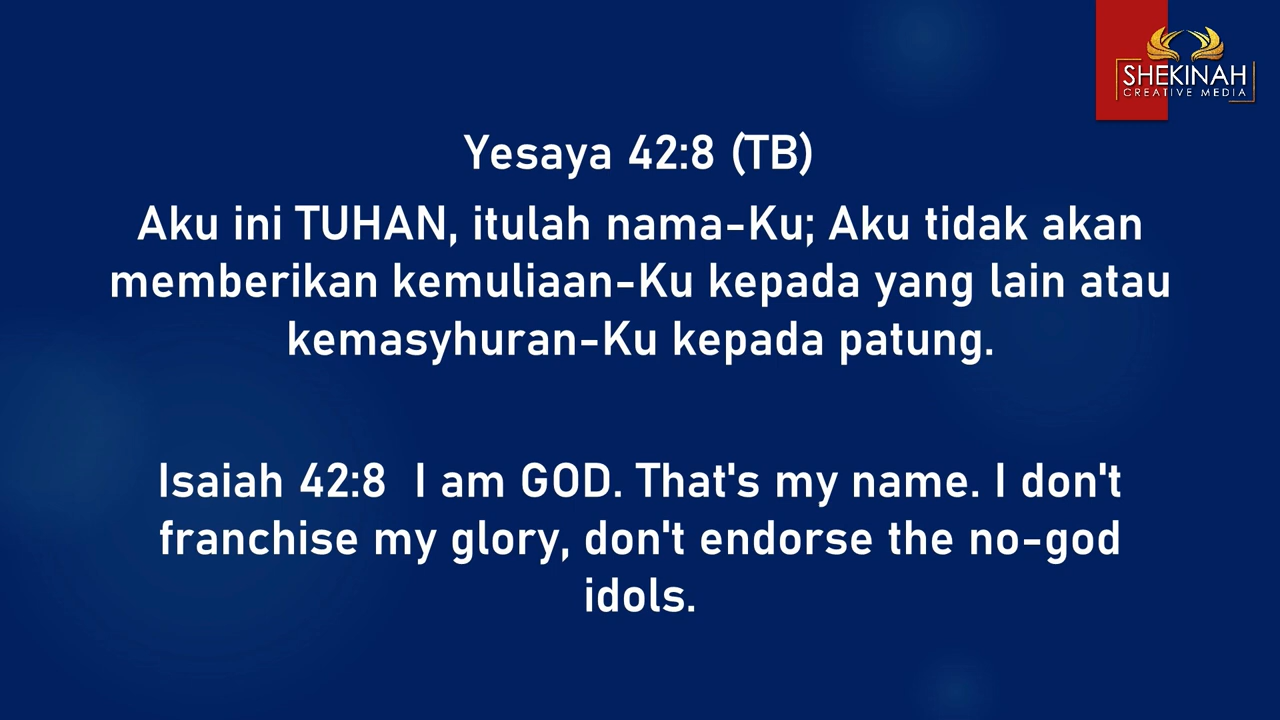 SHEKINAH
CREATIVE MEDIA
Yesaya 42:8 (TB)
Aku ini TUHAN, itulah nama-Ku; Aku tidak akan
memberikan kemuliaan-Ku kepada yang lain atau
kemasyhuran-Ku kepada patung.
Isaiah 42:8  I am GOD. That's my name. I don't
franchise my glory, don't endorse the no-god
idols.